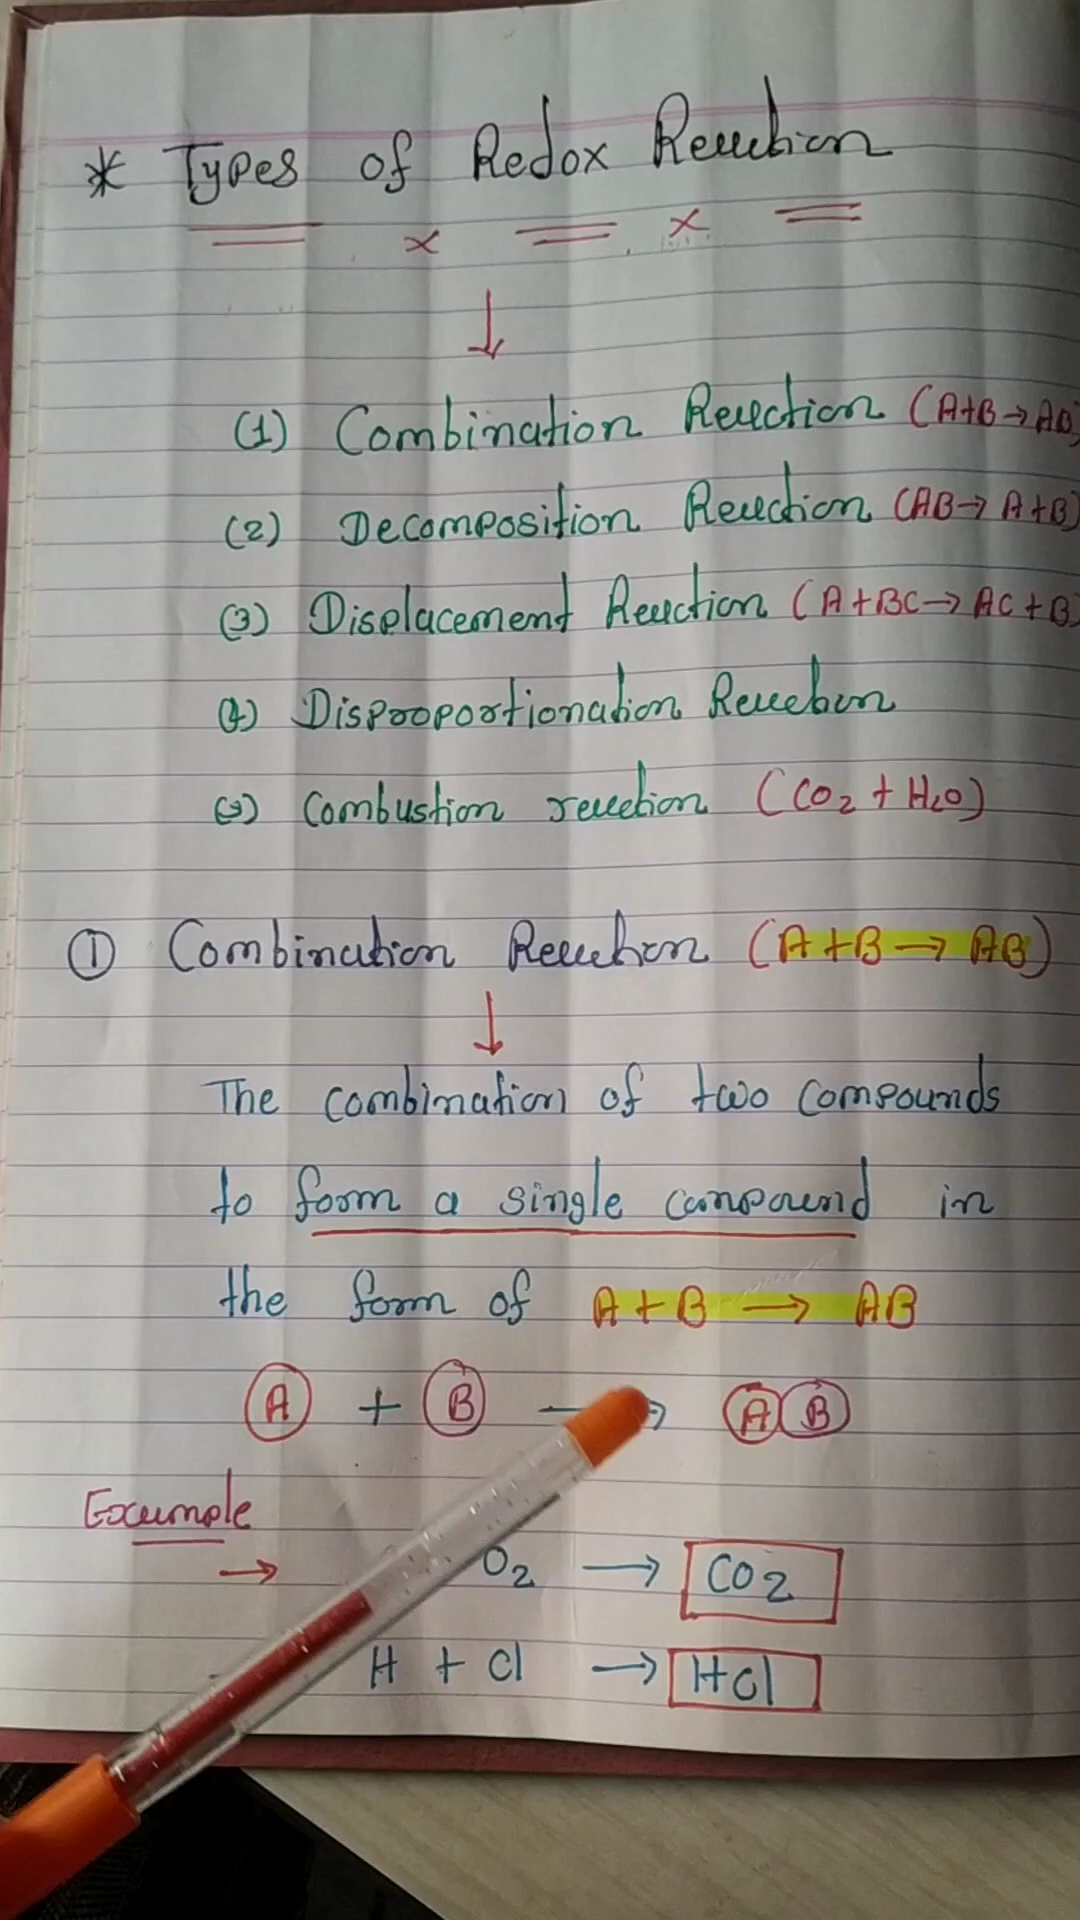 * Types of Redox Reaction
(1) Combination Reaction (A+B→AB)
(2) Decomposition Reaction (AB→ A+B)
(3) Displacement Reaction (A+BC→ AC+B)
(4) Disproportionation Reaction
(5) Combustion reaction (CO2 + H2O)
① Combination Reaction (A+B → AB)
The combination of two compounds
to form a single compound in
the form of A+B → AB
A + B → A B
Example
→ O2 → CO2
H + Cl → HCl